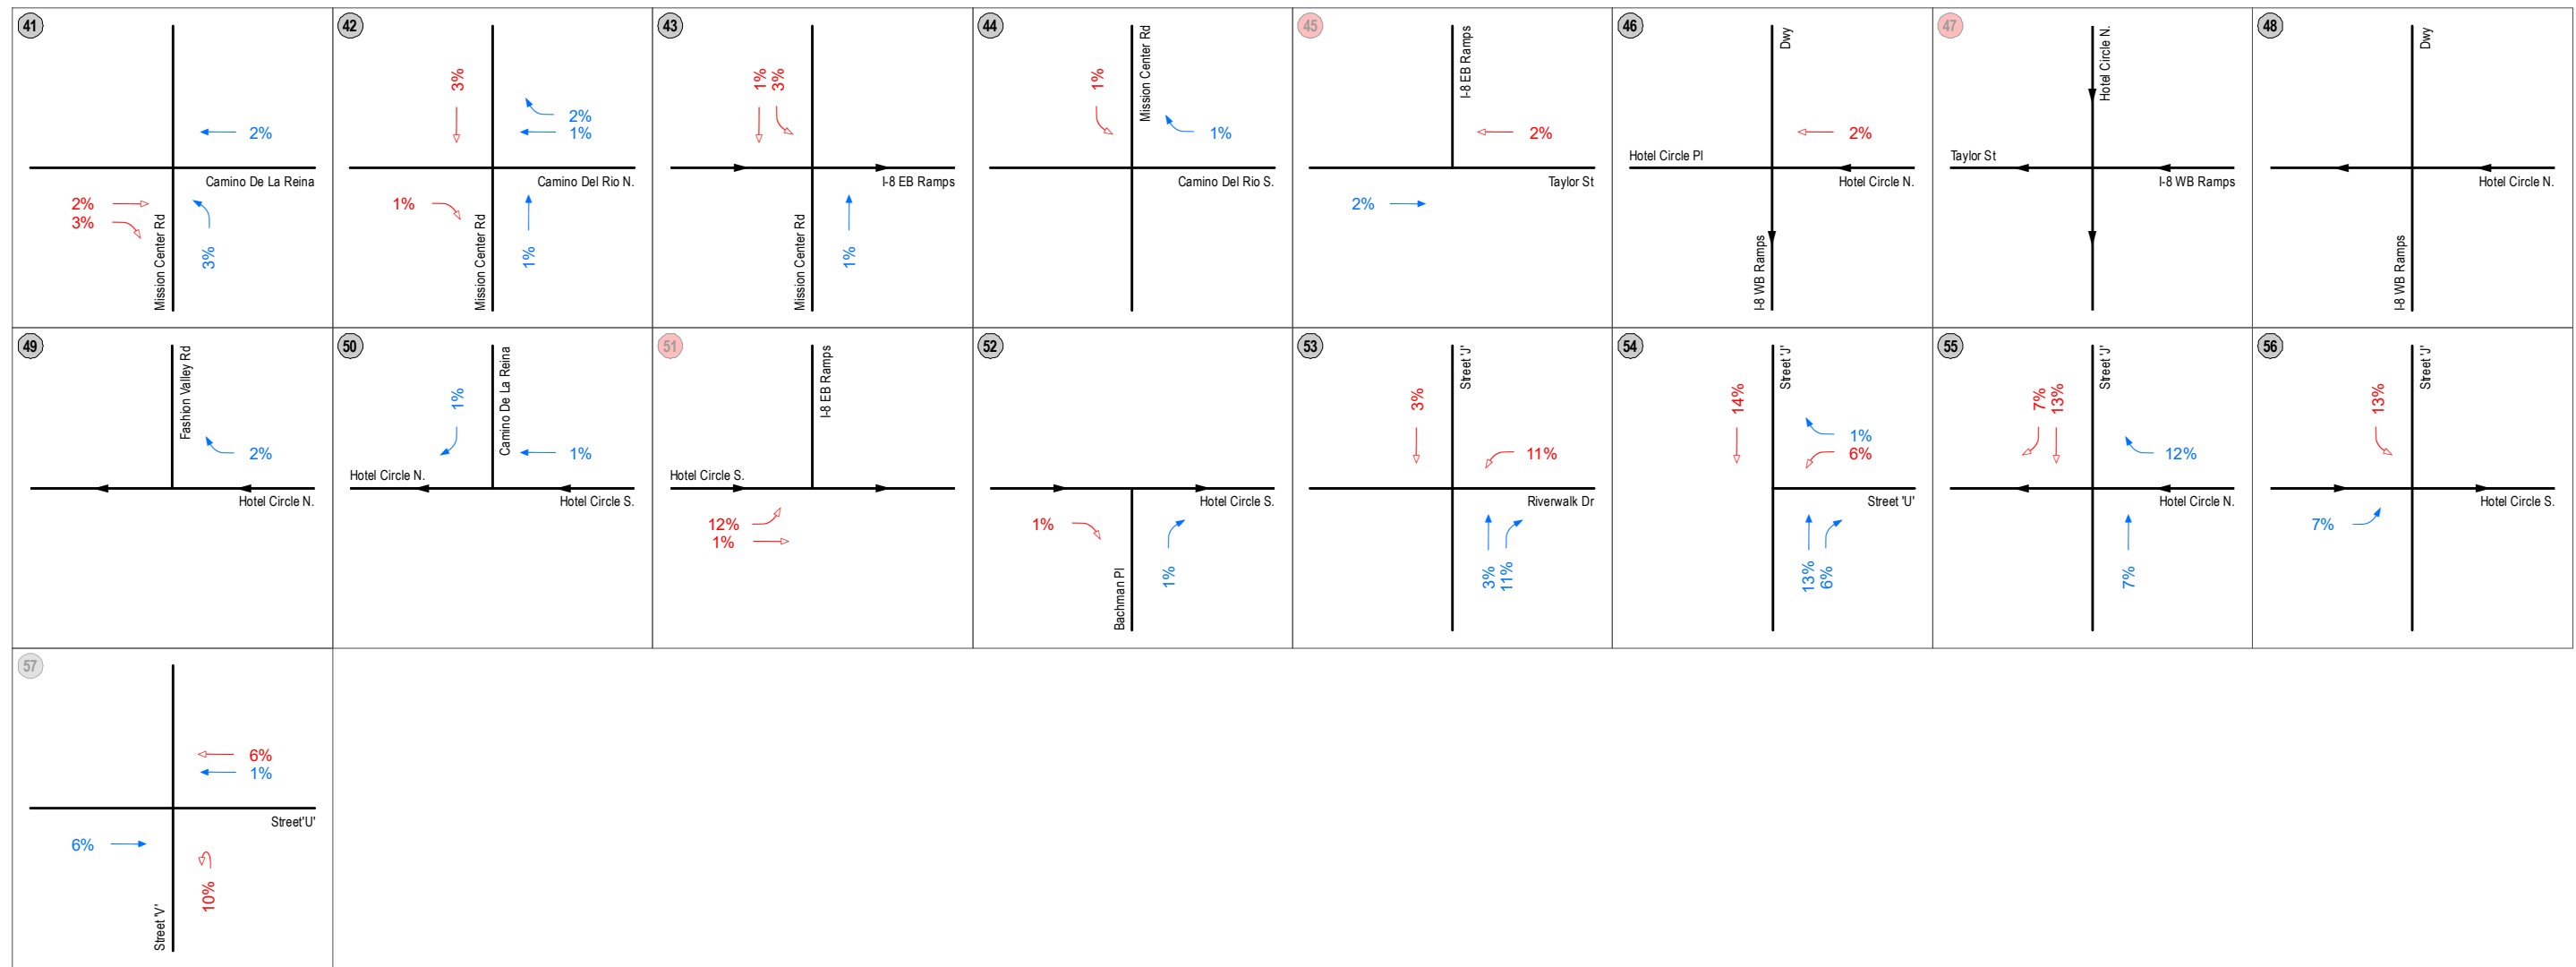 41
2%
Camino De La Reina
2%
3%
3%
Mission Center Rd
42
3%
2%
1%
Camino Del Rio N.
1%
1%
Mission Center Rd
43
1%
3%
I-8 EB Ramps
1%
Mission Center Rd
44
1%
Mission Center Rd
1%
Camino Del Rio S.
45
I-8 EB Ramps
2%
Taylor St
2%
46
Dwy
2%
Hotel Circle Pl
Hotel Circle N.
I-8 WB Ramps
47
Hotel Circle N.
Taylor St
I-8 WB Ramps
48
Dwy
Hotel Circle N.
I-8 WB Ramps
49
Fashion Valley Rd
2%
Hotel Circle N.
50
1%
Camino De La Reina
1%
Hotel Circle N.
Hotel Circle S.
51
I-8 EB Ramps
Hotel Circle S.
12%
1%
52
Hotel Circle S.
1%
1%
Bachman Pl
53
3%
Street 'J'
11%
Riverwalk Dr
3%
11%
54
14%
Street 'J'
1%
6%
Street 'U'
13%
6%
55
7%
13%
Street 'J'
12%
Hotel Circle N.
7%
56
13%
Street 'J'
Hotel Circle S.
7%
57
6%
1%
Street'U'
6%
10%
Street 'V'